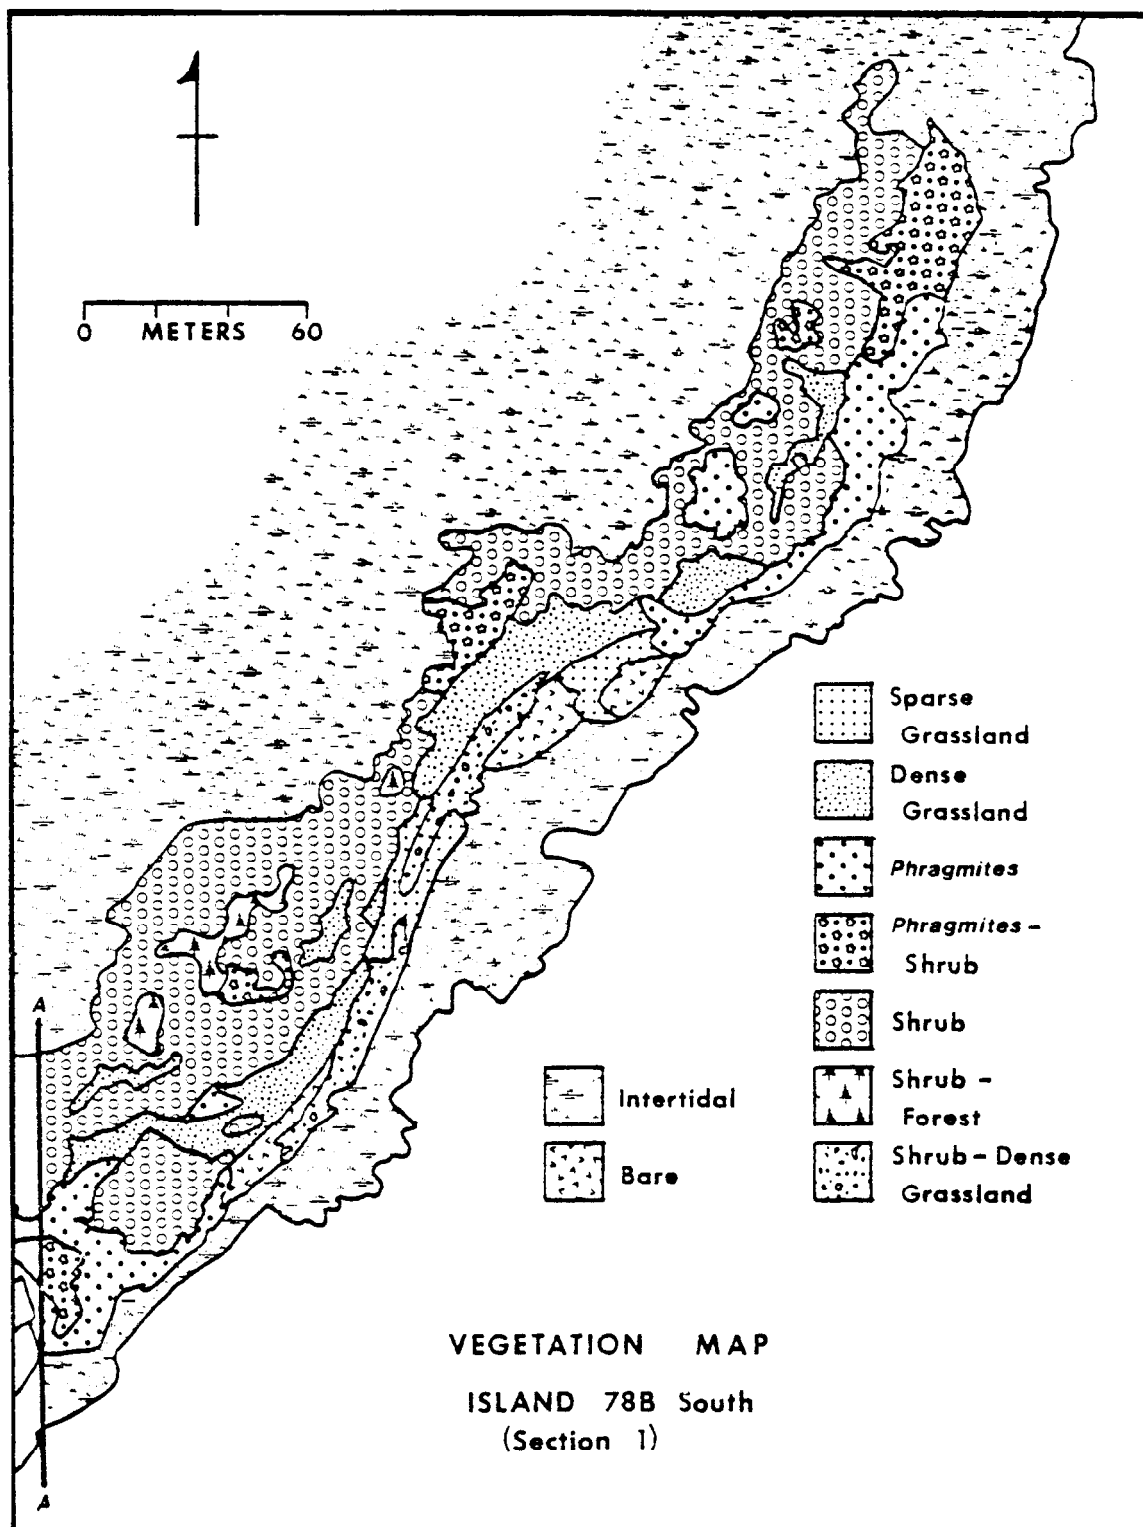 0 METERS 60
Sparse
Grassland
Dense
Grassland
Phragmites
Phragmites –
Shrub
Shrub
Shrub –
Forest
Shrub – Dense
Grassland
Intertidal
Bare
A
A
VEGETATION MAP
ISLAND 78B South
(Section 1)